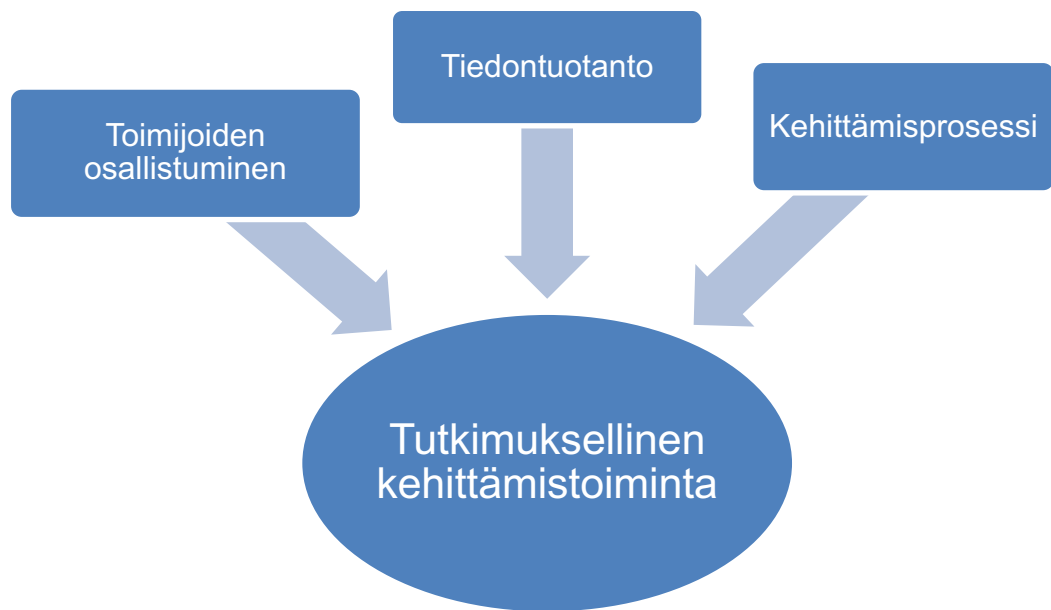 Toimijoiden
osallistuminen
Tiedontuotanto
Kehittämisprosessi
Tutkimuksellinen
kehittämistoiminta